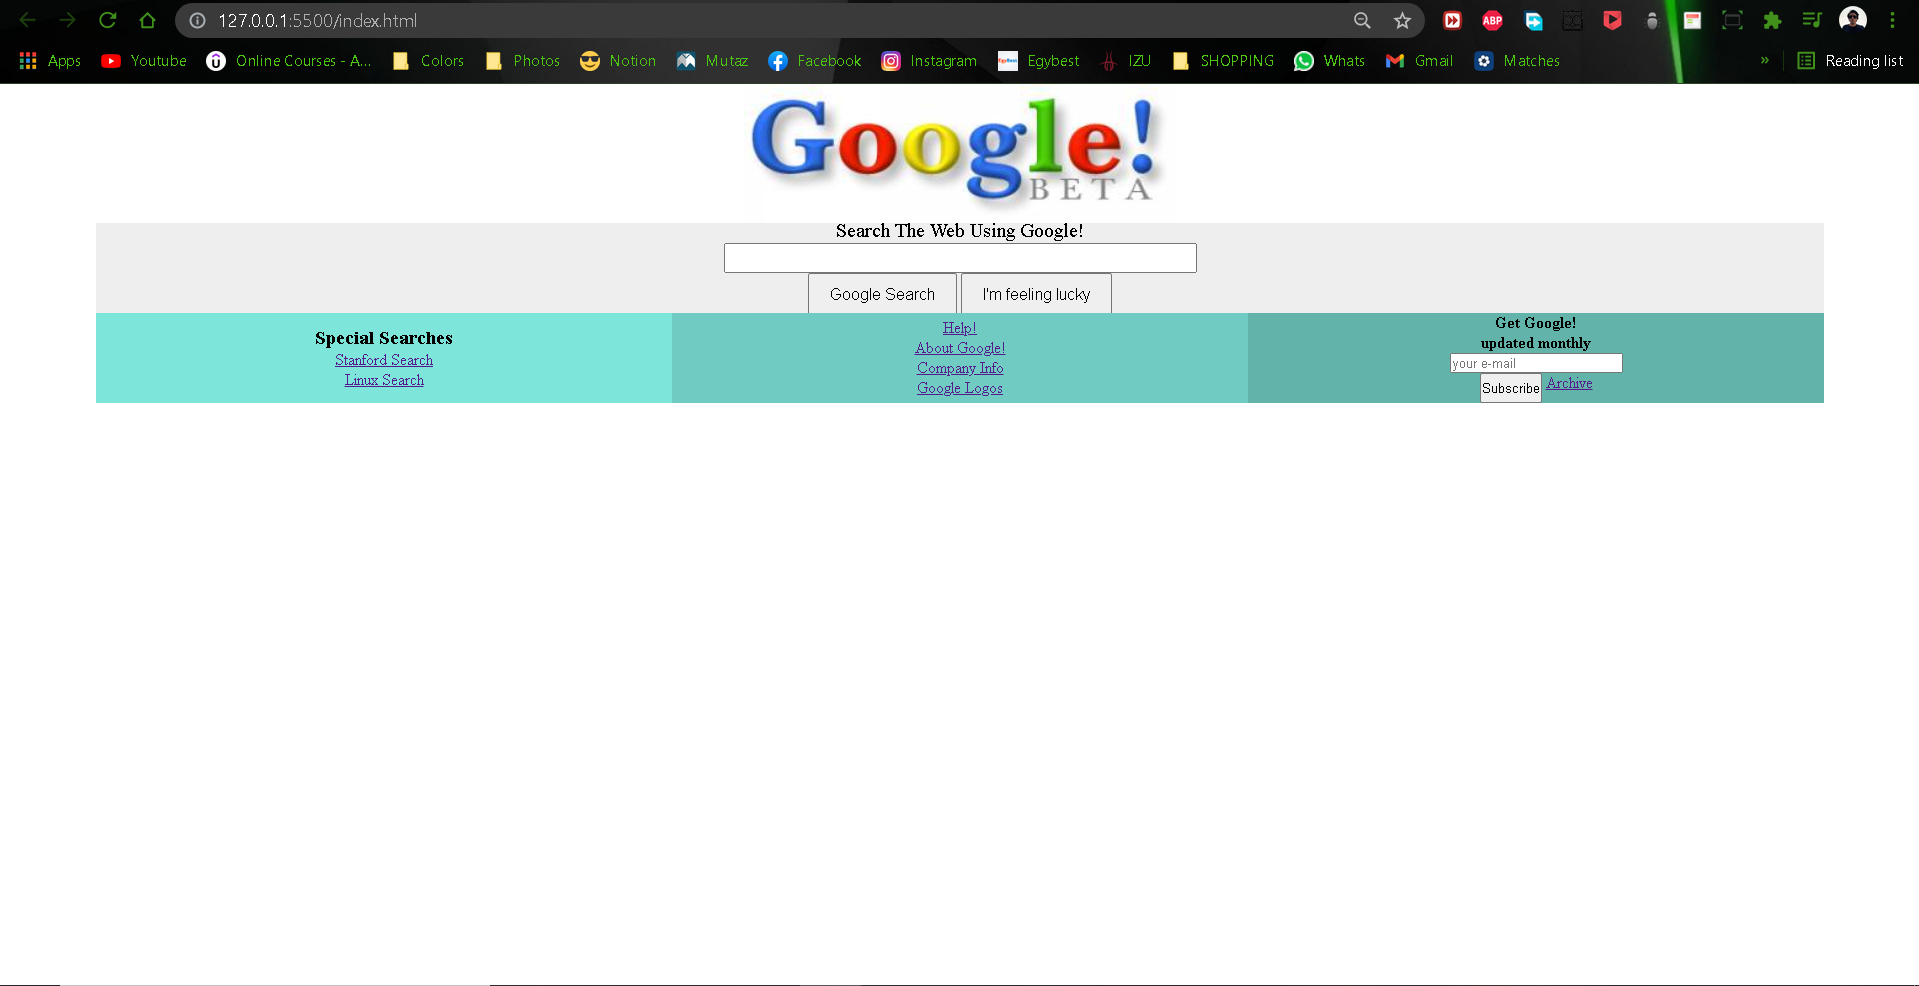 127.0.0.1:5500/index.html
ABP
Apps Youtube Online Courses - A... Colors Photos Notion Mutaz Facebook Instagram Egybest IZU SHOPPING Whats Gmail Matches » Reading list
Google!
BETA
Search The Web Using Google!
Google Search I'm feeling lucky
Special Searches
Stanford Search
Linux Search
Help!
About Google!
Company Info
Google Logos
Get Google!
updated monthly
your e-mail
Subscribe Archive